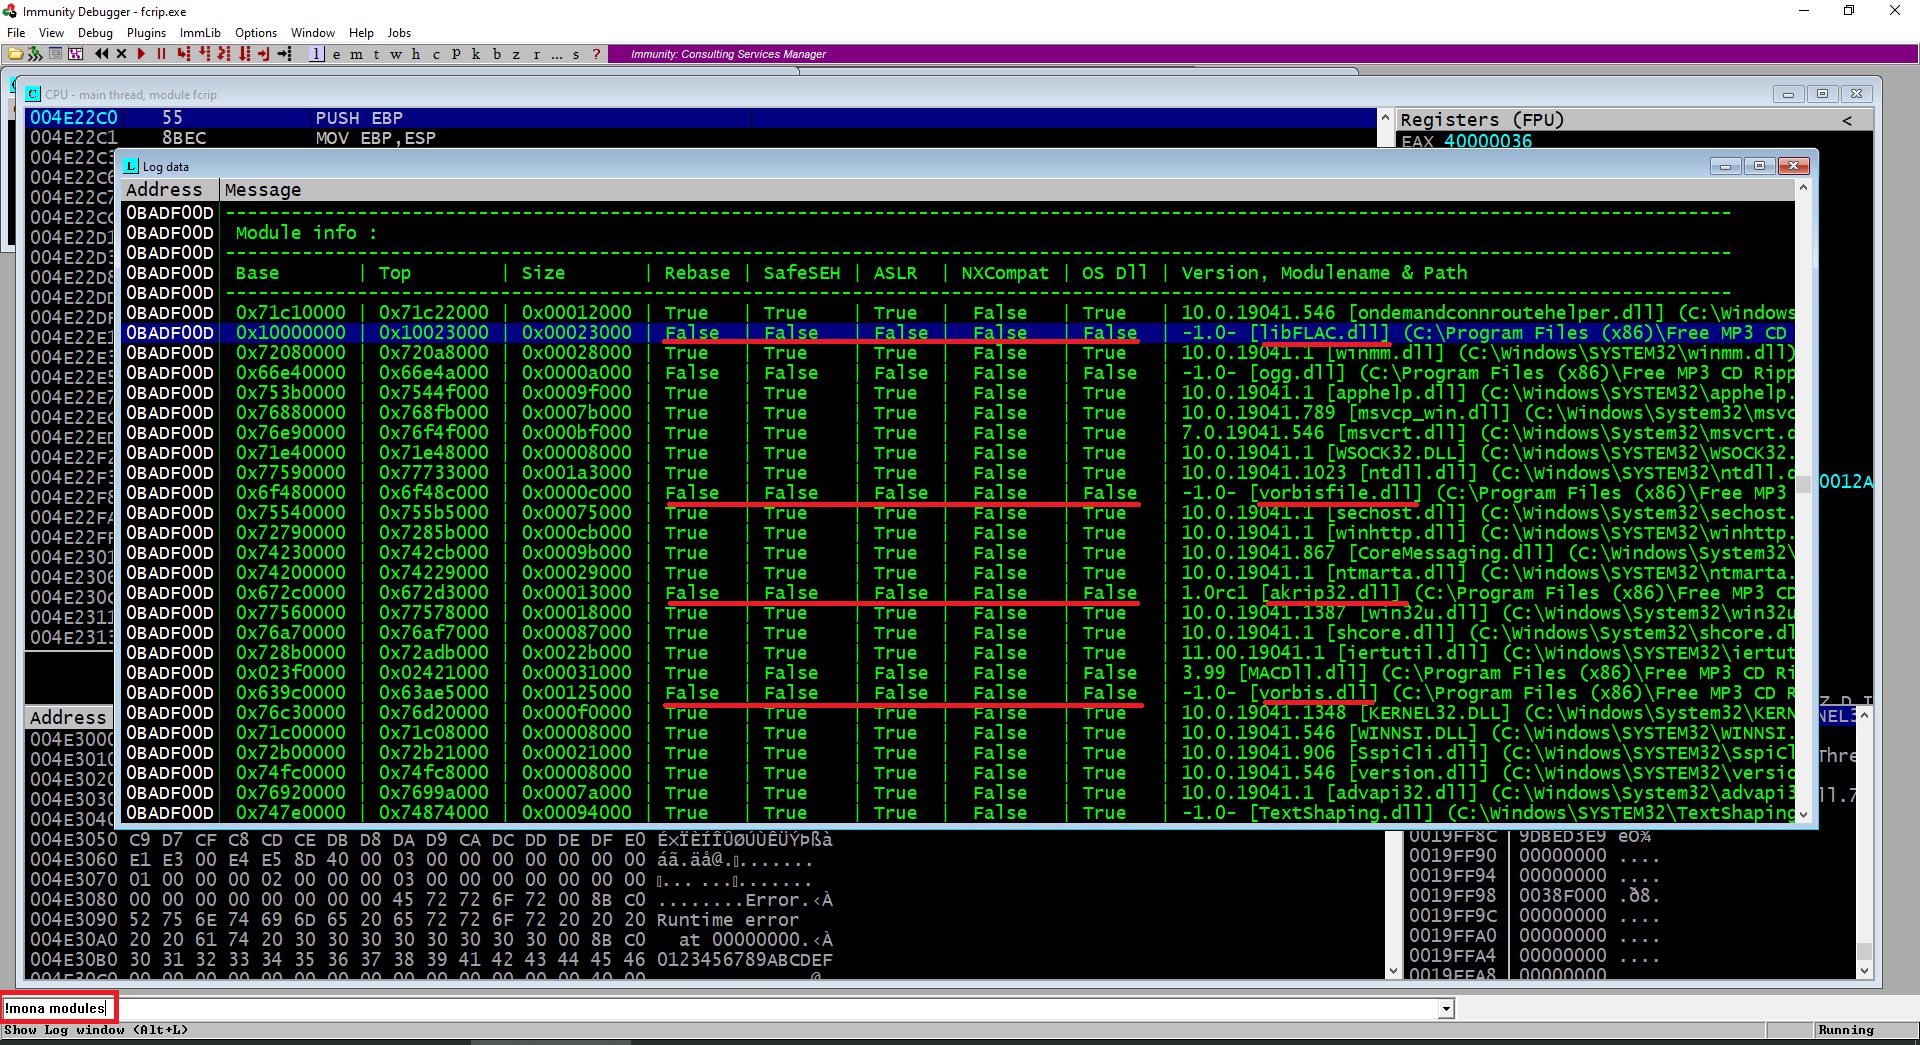 Immunity Debugger - fcrip.exe
File View Debug Plugins ImmLib Options Window Help Jobs
l e m t w h c P k b z r ... s ? Immunity: Consulting Services Manager
CPU - main thread, module fcrip
004E22C0 55 PUSH EBP
004E22C1 8BEC MOV EBP,ESP
Registers (FPU) <
EAX 40000036
Log data
Address Message
0BADF00D
0BADF00D Module info :
0BADF00D
0BADF00D Base | Top | Size | Rebase | SafeSEH | ASLR | NXCompat | OS Dll | Version, Modulename & Path
0BADF00D
0BADF00D 0x71c10000 | 0x71c22000 | 0x00012000 | True | True | True | False | True | 10.0.19041.546 [ondemandconnroutehelper.dll] (C:\Windows
0BADF00D 0x10000000 | 0x10023000 | 0x00023000 | False | False | False | False | False | -1.0- [libFLAC.dll] (C:\Program Files (x86)\Free MP3 CD
0BADF00D 0x72080000 | 0x720a8000 | 0x00028000 | True | True | True | False | True | 10.0.19041.1 [winmm.dll] (C:\Windows\SYSTEM32\winmm.dll)
0BADF00D 0x66e40000 | 0x66e4a000 | 0x0000a000 | False | False | False | False | False | -1.0- [ogg.dll] (C:\Program Files (x86)\Free MP3 CD Ripp
0BADF00D 0x753b0000 | 0x7544f000 | 0x0009f000 | True | True | True | False | True | 10.0.19041.1 [apphelp.dll] (C:\Windows\SYSTEM32\apphelp.
0BADF00D 0x76880000 | 0x768fb000 | 0x0007b000 | True | True | True | False | True | 10.0.19041.789 [msvcp_win.dll] (C:\Windows\System32\msvc
0BADF00D 0x76e90000 | 0x76f4f000 | 0x000bf000 | True | True | True | False | True | 7.0.19041.546 [msvcrt.dll] (C:\Windows\System32\msvcrt.d
0BADF00D 0x71e40000 | 0x71e48000 | 0x00008000 | True | True | True | False | True | 10.0.19041.1 [WSOCK32.DLL] (C:\Windows\SYSTEM32\WSOCK32.
0BADF00D 0x77590000 | 0x77733000 | 0x001a3000 | True | True | True | False | True | 10.0.19041.1023 [ntdll.dll] (C:\Windows\SYSTEM32\ntdll.d
0BADF00D 0x6f480000 | 0x6f48c000 | 0x0000c000 | False | False | False | False | False | -1.0- [vorbisfile.dll] (C:\Program Files (x86)\Free MP3
0BADF00D 0x75540000 | 0x755b5000 | 0x00075000 | True | True | True | False | True | 10.0.19041.1 [sechost.dll] (C:\Windows\System32\sechost.
0BADF00D 0x72790000 | 0x7285b000 | 0x000cb000 | True | True | True | False | True | 10.0.19041.1 [winhttp.dll] (C:\Windows\SYSTEM32\winhttp.
0BADF00D 0x74230000 | 0x742cb000 | 0x0009b000 | True | True | True | False | True | 10.0.19041.867 [CoreMessaging.dll] (C:\Windows\System32\
0BADF00D 0x74200000 | 0x74229000 | 0x00029000 | True | True | True | False | True | 10.0.19041.1 [ntmarta.dll] (C:\Windows\SYSTEM32\ntmarta.
0BADF00D 0x672c0000 | 0x672d3000 | 0x00013000 | False | False | False | False | False | 1.0rc1 [akrip32.dll] (C:\Program Files (x86)\Free MP3 CD
0BADF00D 0x77560000 | 0x77578000 | 0x00018000 | True | True | True | False | True | 10.0.19041.1387 [win32u.dll] (C:\Windows\System32\win32u
0BADF00D 0x76a70000 | 0x76af7000 | 0x00087000 | True | True | True | False | True | 10.0.19041.1 [shcore.dll] (C:\Windows\System32\shcore.dl
0BADF00D 0x728b0000 | 0x72adb000 | 0x0022b000 | True | True | True | False | True | 11.00.19041.1 [iertutil.dll] (C:\Windows\SYSTEM32\iertut
0BADF00D 0x023f0000 | 0x02421000 | 0x00031000 | True | False | False | False | False | 3.99 [MACDll.dll] (C:\Program Files (x86)\Free MP3 CD Ri
0BADF00D 0x639c0000 | 0x63ae5000 | 0x00125000 | False | False | False | False | False | -1.0- [vorbis.dll] (C:\Program Files (x86)\Free MP3 CD R
0BADF00D 0x76c30000 | 0x76d20000 | 0x000f0000 | True | True | True | False | True | 10.0.19041.1348 [KERNEL32.DLL] (C:\Windows\System32\KERN
0BADF00D 0x71c00000 | 0x71c08000 | 0x00008000 | True | True | True | False | True | 10.0.19041.546 [WINNSI.DLL] (C:\Windows\SYSTEM32\WINNSI.
0BADF00D 0x72b00000 | 0x72b21000 | 0x00021000 | True | True | True | False | True | 10.0.19041.906 [SspiCli.dll] (C:\Windows\SYSTEM32\SspiCl
0BADF00D 0x74fc0000 | 0x74fc8000 | 0x00008000 | True | True | True | False | True | 10.0.19041.546 [version.dll] (C:\Windows\SYSTEM32\versio
0BADF00D 0x76920000 | 0x7699a000 | 0x0007a000 | True | True | True | False | True | 10.0.19041.1 [advapi32.dll] (C:\Windows\System32\advapi3
0BADF00D 0x747e0000 | 0x74874000 | 0x00094000 | True | True | True | False | True | -1.0- [TextShaping.dll] (C:\Windows\SYSTEM32\TextShaping
0012A
Address
004E3050 C9 D7 CF C8 CD CE DB D8 DA D9 CA DC DD DE DF E0 É×ÏÈÍÎÛØÚÙÊÜÝÞßà
004E3060 E1 E3 00 E4 E5 8D 40 00 03 00 00 00 00 00 00 00
004E3070 01 00 00 00 02 00 00 00 03 00 00 00 00 00 00 00
004E3080 00 00 00 00 00 00 00 00 45 72 72 6F 72 00 8B C0 ........Error.‹À
004E3090 52 75 6E 74 69 6D 65 20 65 72 72 6F 72 20 20 20 Runtime error
004E30A0 20 20 61 74 20 30 30 30 30 30 30 30 30 00 8B C0 at 00000000.‹À
004E30B0 30 31 32 33 34 35 36 37 38 39 41 42 43 44 45 46 0123456789ABCDEF
0019FF8C 9DBED3E9 éÓ¾
0019FF90 00000000 ....
0019FF94 00000000 ....
0019FF98 0038F000 .ð8.
0019FF9C 00000000 ....
0019FFA0 00000000 ....
0019FFA4 00000000 ....
0019FFA8 00000000
!mona modules
Show Log window (Alt+L) Running